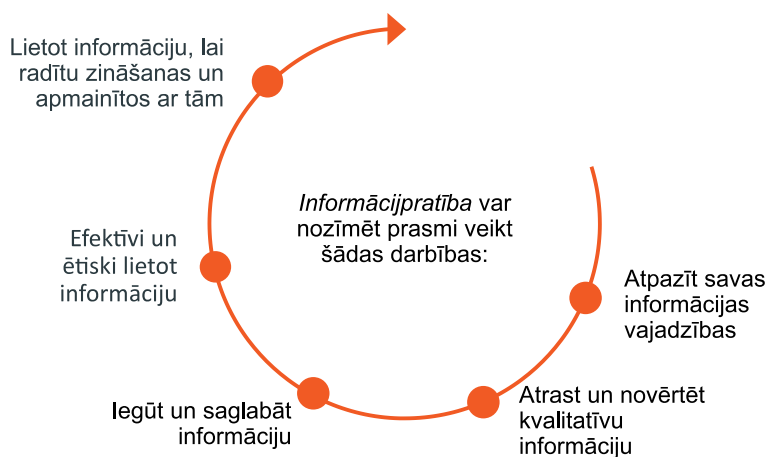 Lietot informāciju, lai
radītu zināšanas un
apmainītos ar tām
Informācijpratība var
nozīmēt prasmi veikt
šādas darbības:
Efektīvi un
ētiski lietot
informāciju
Atpazīt savas
informācijas
vajadzības
Iegūt un saglabāt
informāciju
Atrast un novērtēt
kvalitatīvu
informāciju